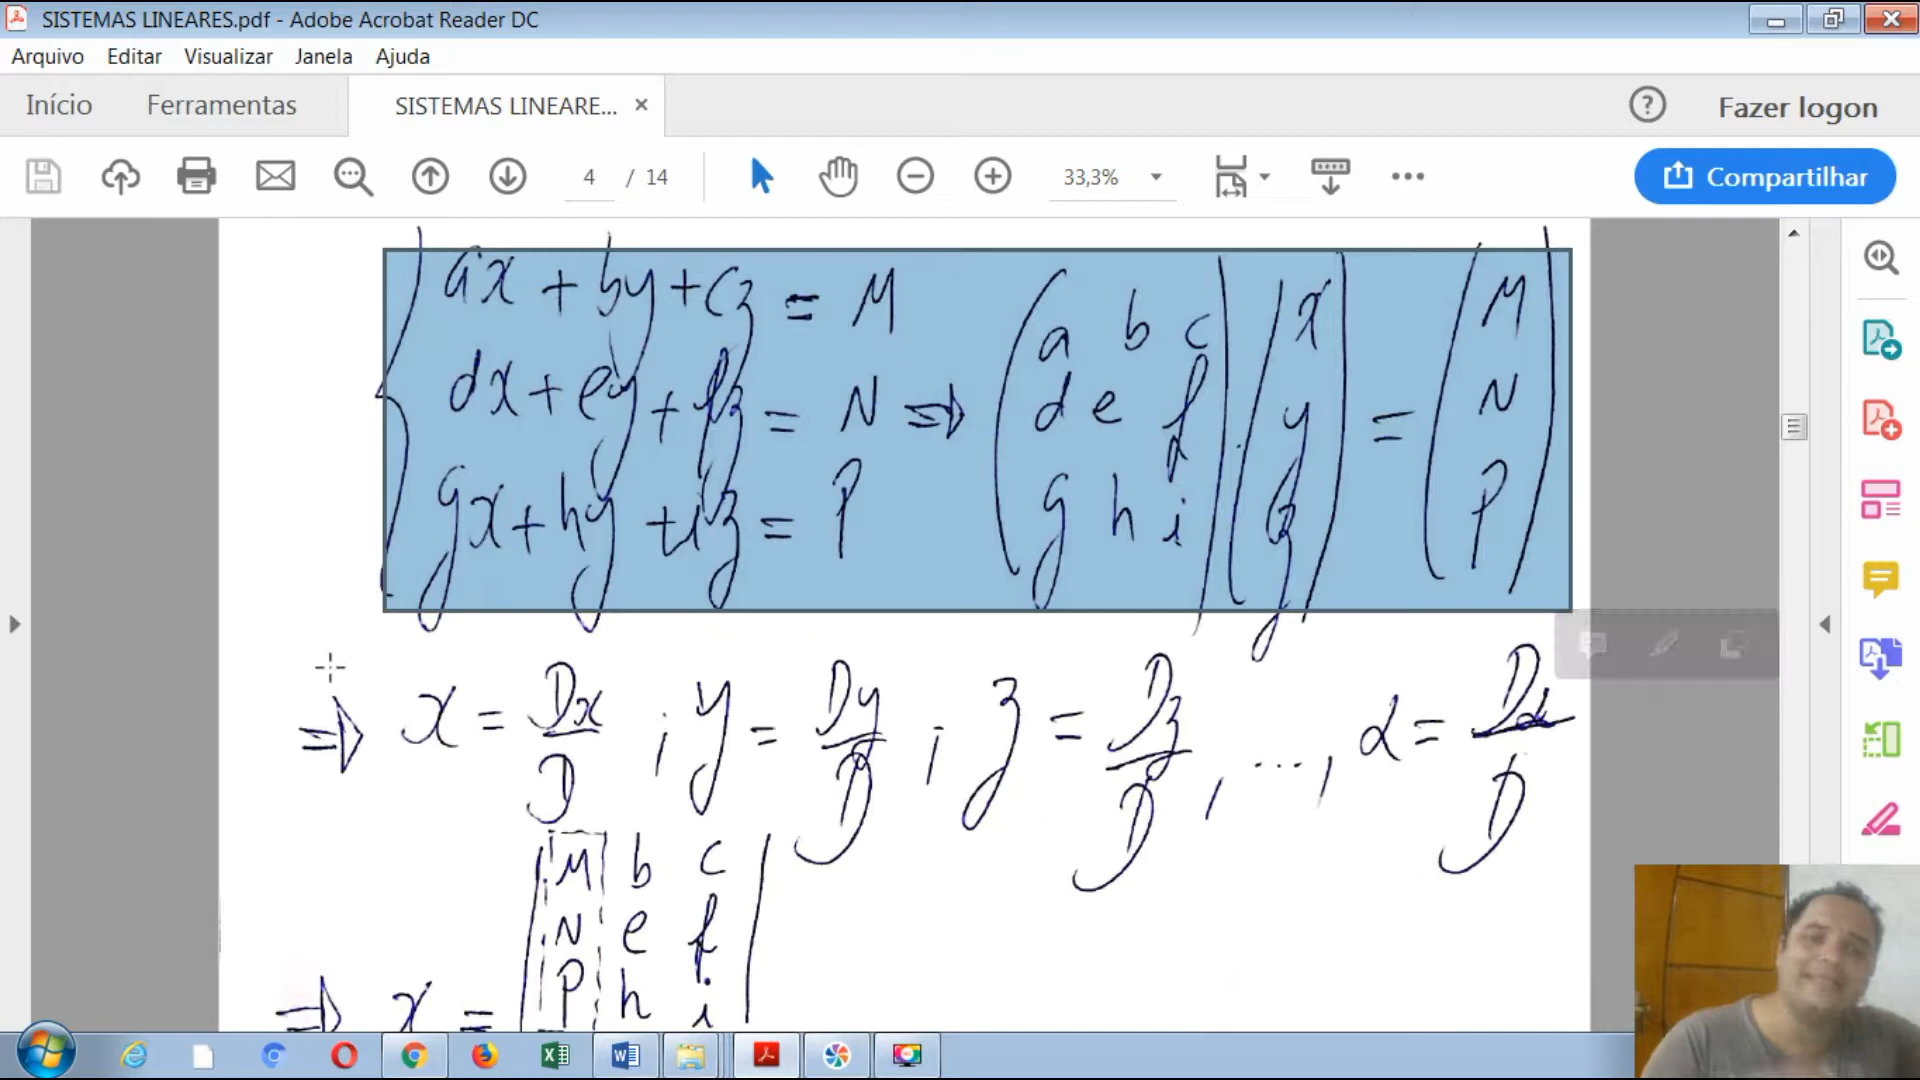 SISTEMAS LINEARES.pdf - Adobe Acrobat Reader DC
Arquivo Editar Visualizar Janela Ajuda
Início Ferramentas SISTEMAS LINEARE... × ? Fazer logon
4 / 14 33,3% Compartilhar
ax + by + cz = M
dx + ey + fz = N ⇒ (a b c d e f g h i) . (x y z) = (M N P)
gx + hy + iz = P
⇒ x = Dx/D ; y = Dy/D ; z = Dz/D , ..., α = Dα/D
M b c
N e f
P h i
⇒ x =